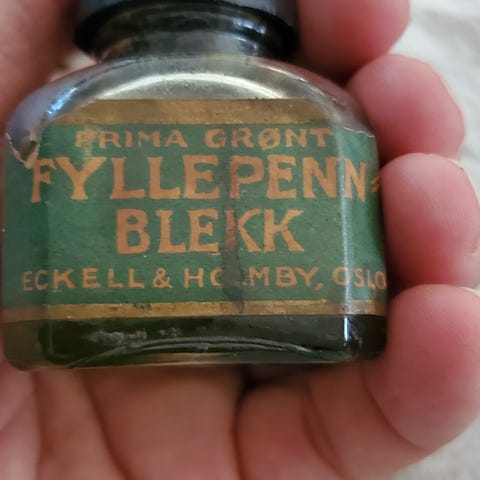 PRIMA GRØNT
FYLLEPENN-
BLEKK
ECKELL & HOLMBY, OSLO